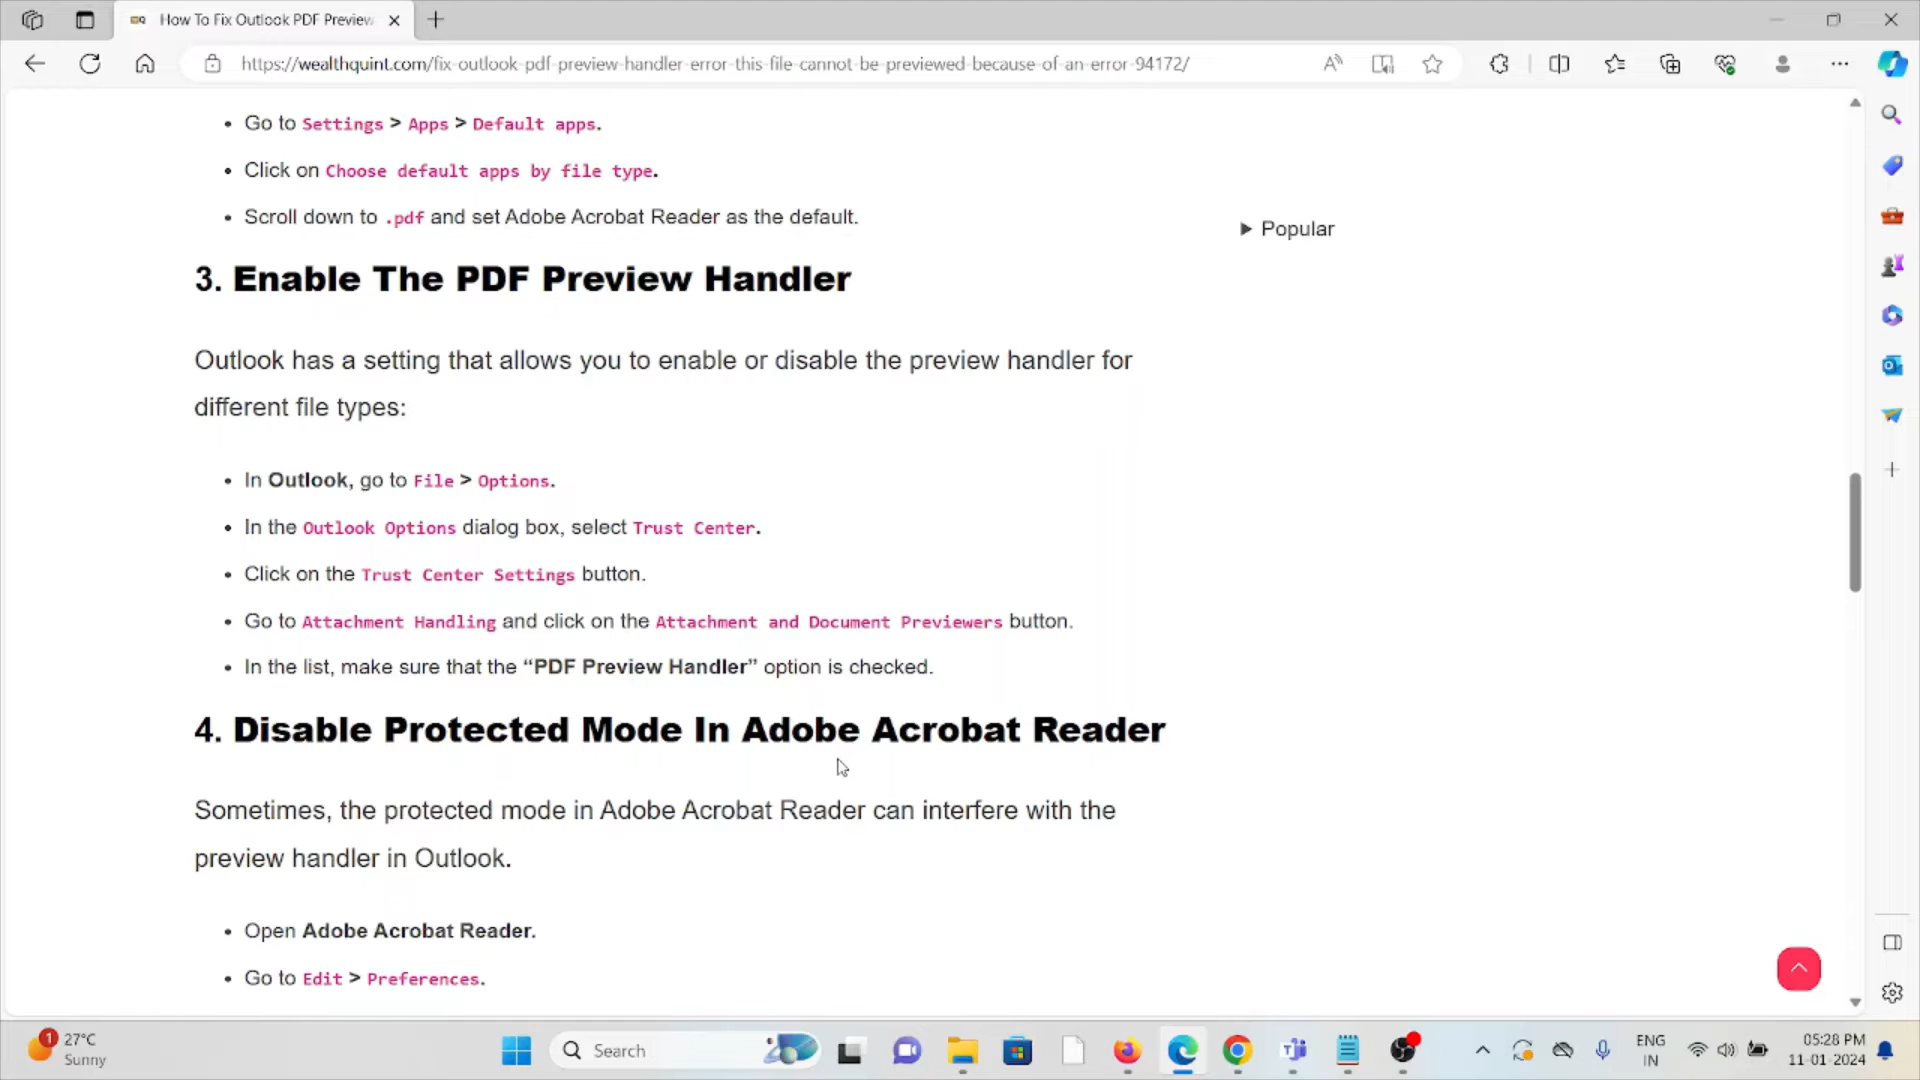 How To Fix Outlook PDF Preview
https://wealthquint.com/fix-outlook-pdf-preview-handler-error-this-file-cannot-be-previewed-because-of-an-error-94172/
• Go to Settings > Apps > Default apps.
• Click on Choose default apps by file type.
• Scroll down to .pdf and set Adobe Acrobat Reader as the default.
Popular
3. Enable The PDF Preview Handler
Outlook has a setting that allows you to enable or disable the preview handler for
different file types:
• In Outlook, go to File > Options.
• In the Outlook Options dialog box, select Trust Center.
• Click on the Trust Center Settings button.
• Go to Attachment Handling and click on the Attachment and Document Previewers button.
• In the list, make sure that the “PDF Preview Handler” option is checked.
4. Disable Protected Mode In Adobe Acrobat Reader
Sometimes, the protected mode in Adobe Acrobat Reader can interfere with the
preview handler in Outlook.
• Open Adobe Acrobat Reader.
• Go to Edit > Preferences.
1
27°C
Sunny
Search
ENG
IN
05:28 PM
11-01-2024